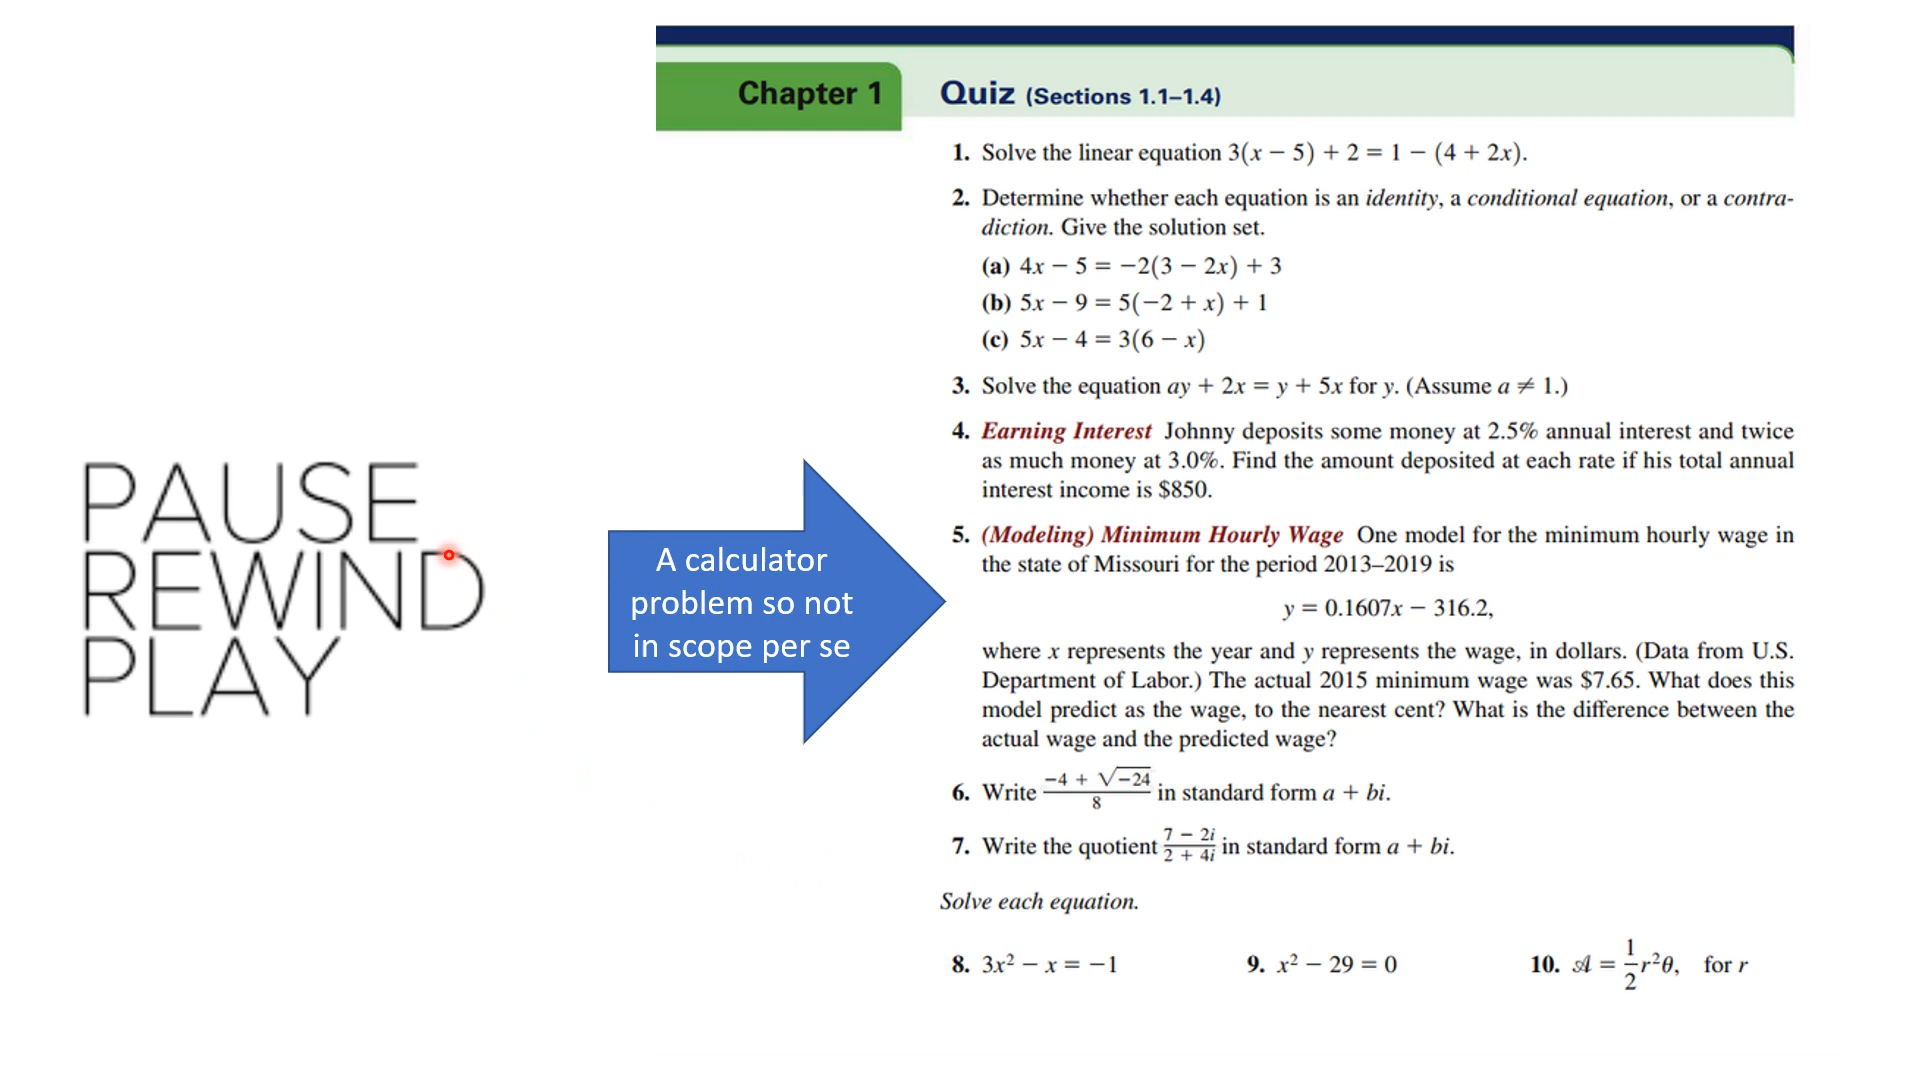 Chapter 1
Quiz (Sections 1.1–1.4)
1. Solve the linear equation 3(x − 5) + 2 = 1 − (4 + 2x).
2. Determine whether each equation is an identity, a conditional equation, or a contra-
diction. Give the solution set.
(a) 4x − 5 = −2(3 − 2x) + 3
(b) 5x − 9 = 5(−2 + x) + 1
(c) 5x − 4 = 3(6 − x)
3. Solve the equation ay + 2x = y + 5x for y. (Assume a ≠ 1.)
4. Earning Interest Johnny deposits some money at 2.5% annual interest and twice
as much money at 3.0%. Find the amount deposited at each rate if his total annual
interest income is $850.
5. (Modeling) Minimum Hourly Wage One model for the minimum hourly wage in
the state of Missouri for the period 2013–2019 is
y = 0.1607x − 316.2,
where x represents the year and y represents the wage, in dollars. (Data from U.S.
Department of Labor.) The actual 2015 minimum wage was $7.65. What does this
model predict as the wage, to the nearest cent? What is the difference between the
actual wage and the predicted wage?
6. Write (−4 + √−24)/8 in standard form a + bi.
7. Write the quotient (7 − 2i)/(2 + 4i) in standard form a + bi.
Solve each equation.
8. 3x² − x = −1 9. x² − 29 = 0 10. 𝒜 = 1/2 r²θ, for r
PAUSE
REWIND
PLAY
A calculator
problem so not
in scope per se